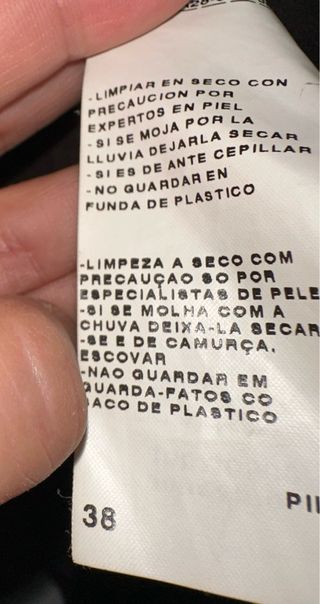 -LIMPIAR EN SECO CON
PRECAUCION POR
EXPERTOS EN PIEL
-SI SE MOJA POR LA
LLUVIA DEJARLA SECAR
-SI ES DE ANTE CEPILLAR
-NO GUARDAR EN
FUNDA DE PLASTICO
-LIMPEZA A SECO COM
PRECAUÇAO SO POR
ESPECIALISTAS DE PELE
-SI SE MOLHA COM A
CHUVA DEIXA-LA SECAR
-SE E DE CAMURÇA,
ESCOVAR
-NAO GUARDAR EM
GUARDA-FATOS CO
SACO DE PLASTICO
38